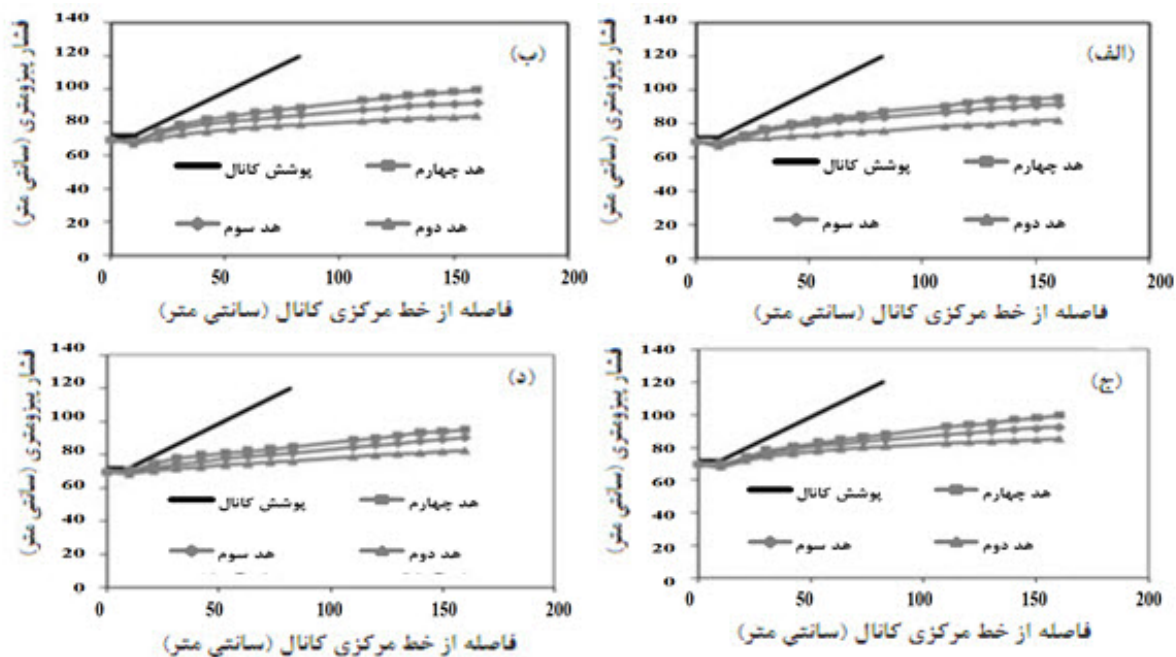 (الف)
فشار پیزومتری (سانتی متر)
140
120
100
80
60
40
20
0
پوشش کانال
هد چهارم
هد سوم
هد دوم
0 50 100 150 200
فاصله از خط مرکزی کانال (سانتی متر)
(ب)
فشار پیزومتری (سانتی متر)
140
120
100
80
60
40
20
0
پوشش کانال
هد چهارم
هد سوم
هد دوم
0 50 100 150 200
فاصله از خط مرکزی کانال (سانتی متر)
(ج)
فشار پیزومتری (سانتی متر)
140
120
100
80
60
40
20
0
پوشش کانال
هد چهارم
هد سوم
هد دوم
0 50 100 150 200
فاصله از خط مرکزی کانال (سانتی متر)
(د)
فشار پیزومتری (سانتی متر)
140
120
100
80
60
40
20
0
پوشش کانال
هد چهارم
هد سوم
هد دوم
0 50 100 150 200
فاصله از خط مرکزی کانال (سانتی متر)